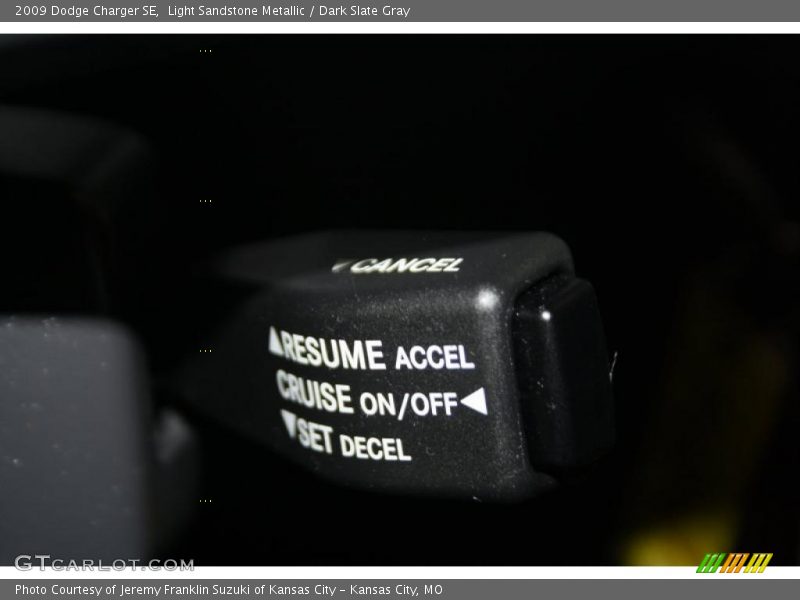 2009 Dodge Charger SE,  Light Sandstone Metallic / Dark Slate Gray
CANCEL
RESUME ACCEL
CRUISE ON/OFF
SET DECEL
GTCARLOT.COM
Photo Courtesy of Jeremy Franklin Suzuki of Kansas City – Kansas City, MO